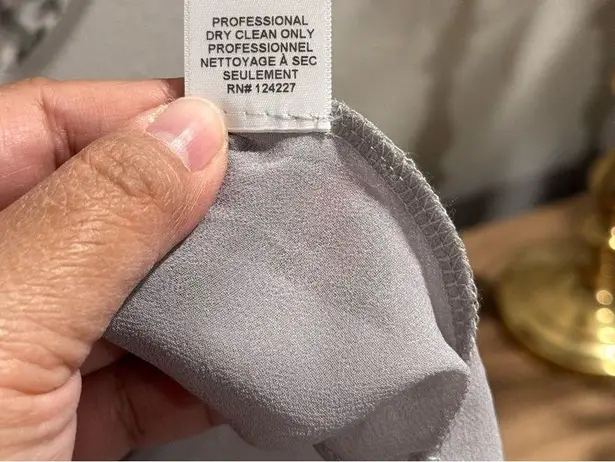 PROFESSIONAL
DRY CLEAN ONLY
PROFESSIONNEL
NETTOYAGE À SEC
SEULEMENT
RN# 124227